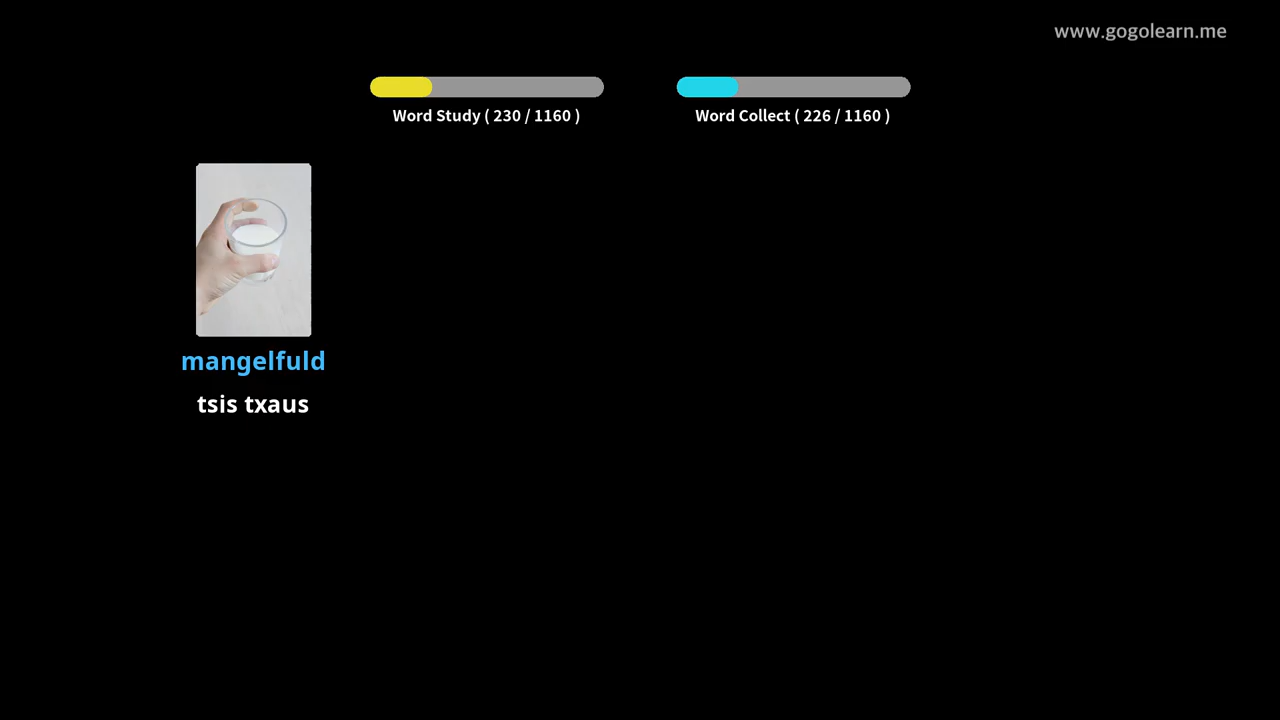 www.gogolearn.me
Word Study ( 230 / 1160 )
Word Collect ( 226 / 1160 )
mangelfuld
tsis txaus